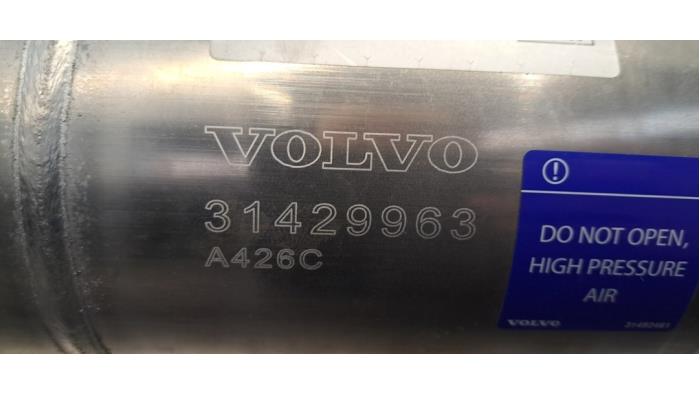 VOLVO
31429963
A426C
DO NOT OPEN,
HIGH PRESSURE
AIR
VOLVO